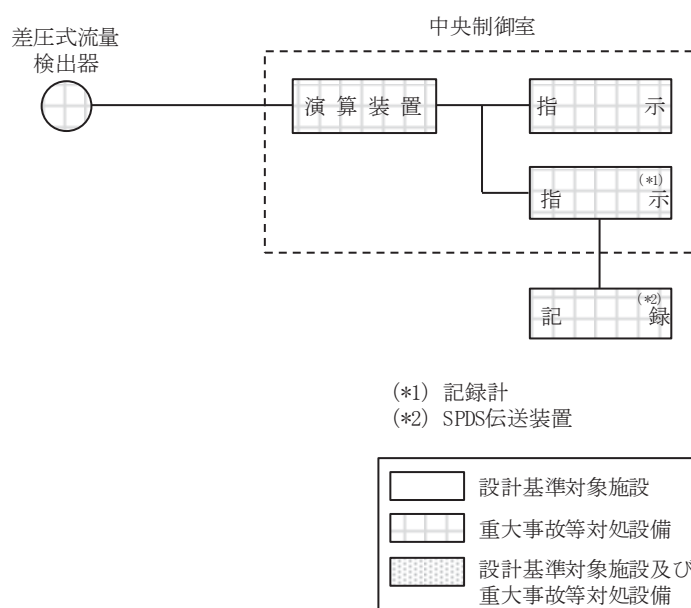 中央制御室
差圧式流量
検出器
演算装置
指示
指示(*1)
記録(*2)
(*1) 記録計
(*2) SPDS伝送装置
設計基準対象施設
重大事故等対処設備
設計基準対象施設及び
重大事故等対処設備